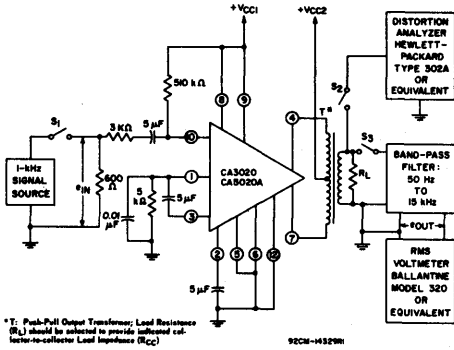 +VCC1
+VCC2
DISTORTION
ANALYZER
HEWLETT-
PACKARD
TYPE 302A
OR
EQUIVALENT
510 kΩ
S2
S1
3 KΩ
5 µF
8
9
4
T*
S3
10
1-kHz
SIGNAL
SOURCE
eIN
600
Ω
1
CA3020
CA3020A
RL
BAND-PASS
FILTER:
50 Hz
TO
15 kHz
5
kΩ
5 µF
0.01
µF
3
7
2
5
6
12
eOUT
5 µF
RMS
VOLTMETER
BALLANTINE
MODEL 320
OR
EQUIVALENT
*T: Push-Pull Output Transformer; Load Resistance
(RL) should be selected to provide indicated col-
lector-to-collector Load Impedance (RCC)
92CM-14329R1